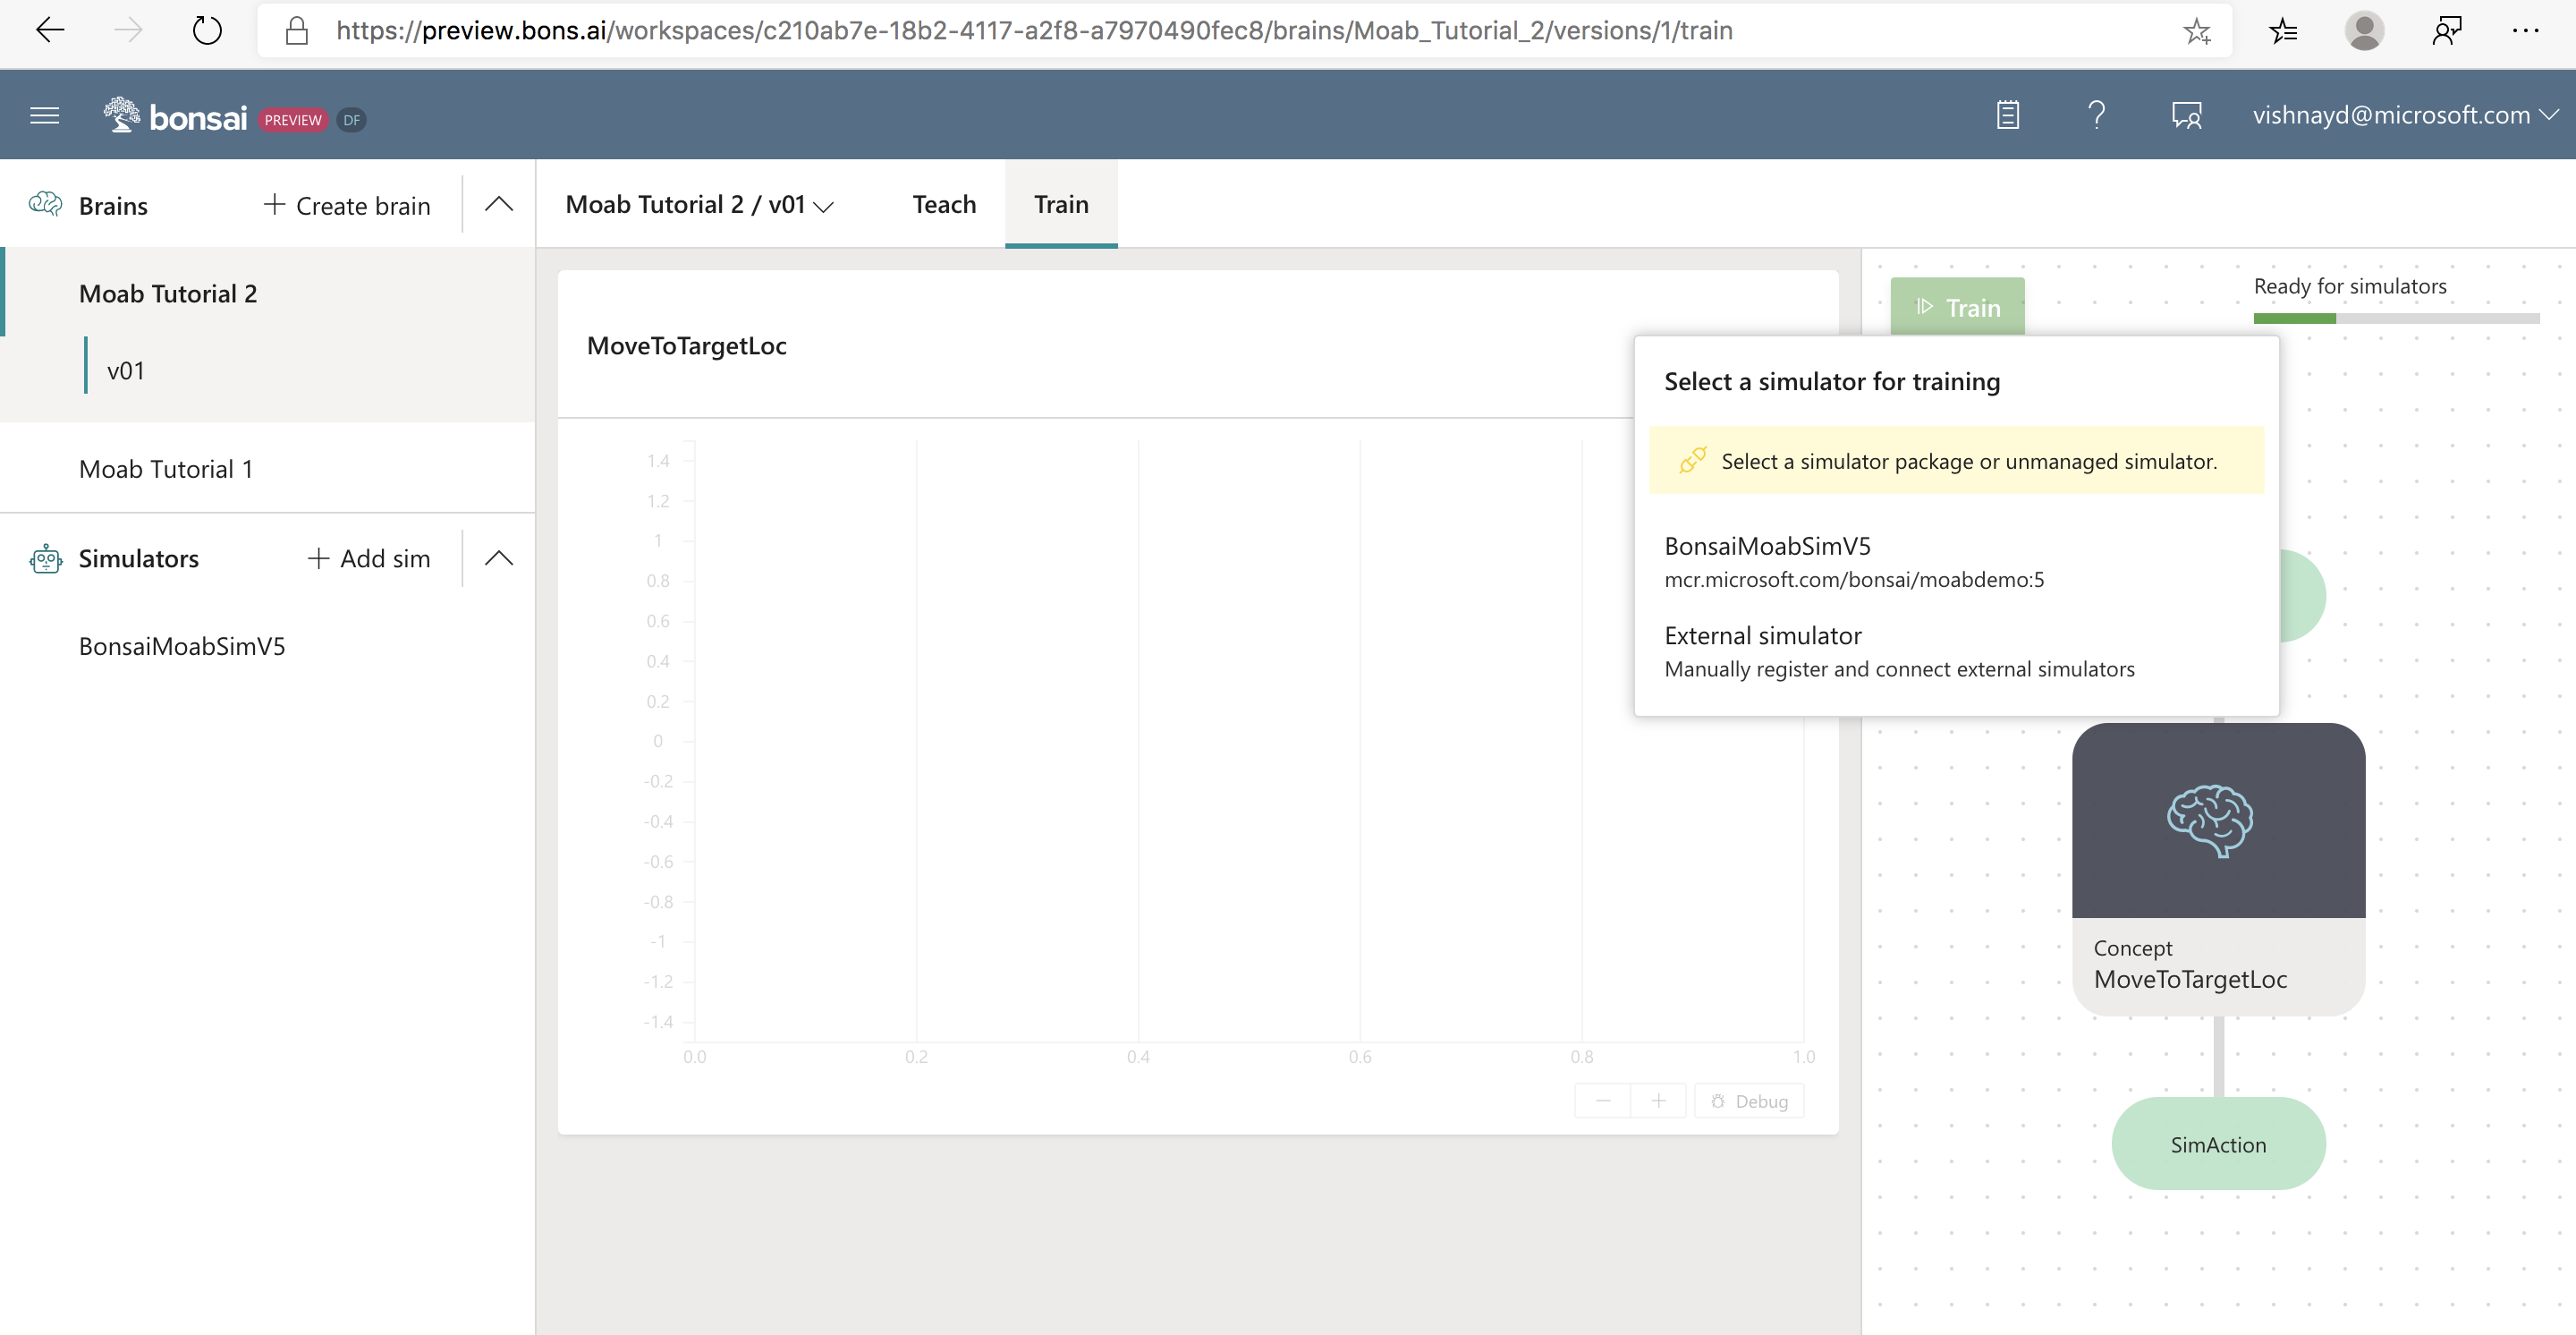 https://preview.bons.ai/workspaces/c210ab7e-18b2-4117-a2f8-a7970490fec8/brains/Moab_Tutorial_2/versions/1/train
bonsai PREVIEW DF
vishnayd@microsoft.com
Brains
+ Create brain
Moab Tutorial 2 / v01
Teach
Train
Moab Tutorial 2
v01
Moab Tutorial 1
Simulators
+ Add sim
BonsaiMoabSimV5
MoveToTargetLoc
1.4
1.2
1
0.8
0.6
0.4
0.2
0
-0.2
-0.4
-0.6
-0.8
-1
-1.2
-1.4
0.0 0.2 0.4 0.6 0.8 1.0
Debug
Train
Ready for simulators
Select a simulator for training
Select a simulator package or unmanaged simulator.
BonsaiMoabSimV5
mcr.microsoft.com/bonsai/moabdemo:5
External simulator
Manually register and connect external simulators
Concept
MoveToTargetLoc
SimAction